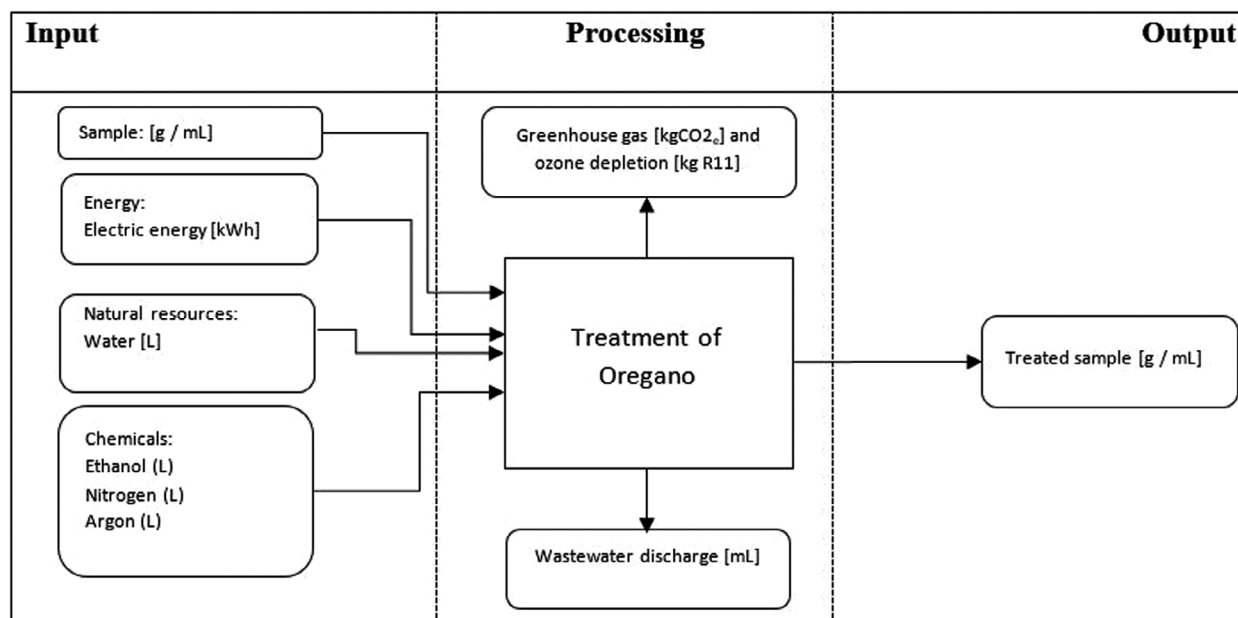 Input
Processing
Output
Sample: [g / mL]
Energy:
Electric energy [kWh]
Natural resources:
Water [L]
Chemicals:
Ethanol (L)
Nitrogen (L)
Argon (L)
Greenhouse gas [kgCO2ₑ] and
ozone depletion [kg R11]
Treatment of
Oregano
Wastewater discharge [mL]
Treated sample [g / mL]